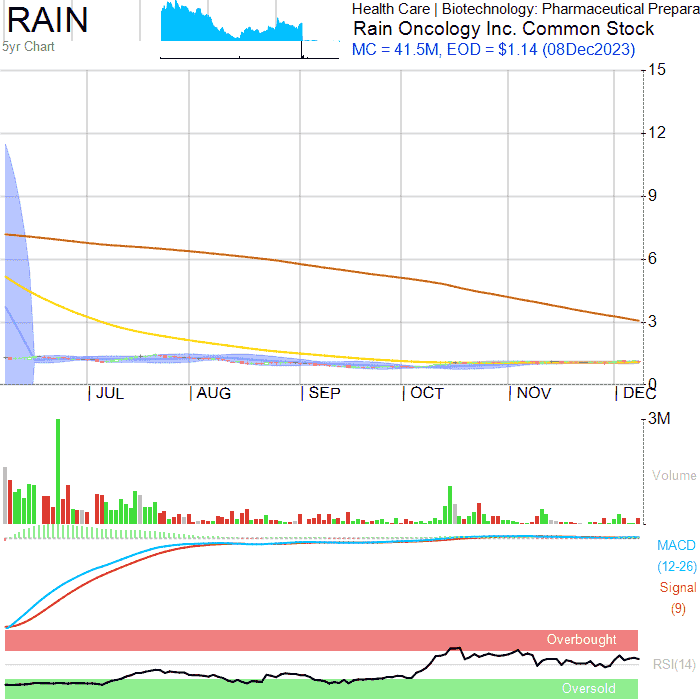 RAIN
5yr Chart
Health Care | Biotechnology: Pharmaceutical Prepara
Rain Oncology Inc. Common Stock
MC = 41.5M, EOD = $1.14 (08Dec2023)
15
12
9
6
3
0
JUL
AUG
SEP
OCT
NOV
DEC
3M
Volume
MACD
(12-26)
Signal
(9)
Overbought
RSI(14)
Oversold